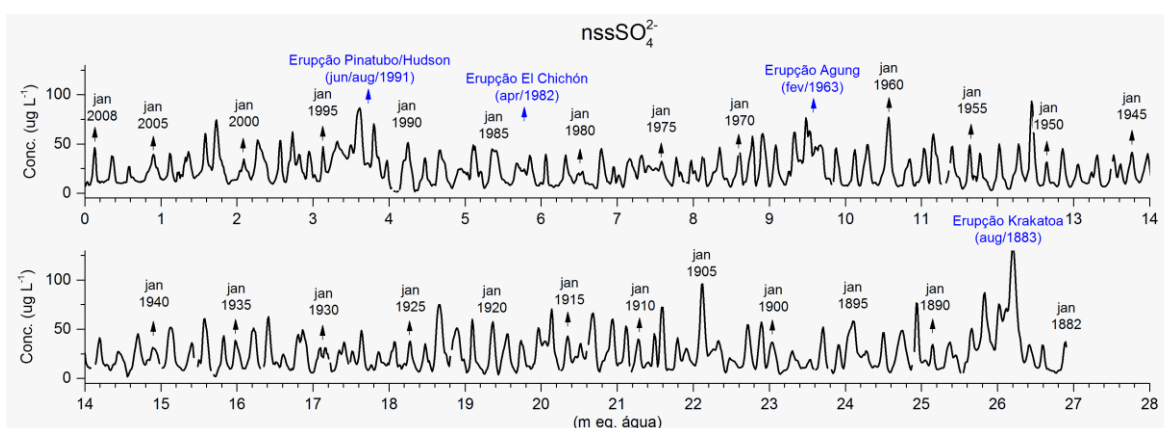 nssSO₄²⁻
Erupção Pinatubo/Hudson
(jun/aug/1991)
Erupção El Chichón
(apr/1982)
Erupção Agung
(fev/1963)
jan
2008
jan
2005
jan
2000
jan
1995
jan
1990
jan
1985
jan
1980
jan
1975
jan
1970
jan
1960
jan
1955
jan
1950
jan
1945
Conc. (ug L⁻¹)
100
50
0
0 1 2 3 4 5 6 7 8 9 10 11 12 13 14
Erupção Krakatoa
(aug/1883)
jan
1940
jan
1935
jan
1930
jan
1925
jan
1920
jan
1915
jan
1910
jan
1905
jan
1900
jan
1895
jan
1890
jan
1882
Conc. (ug L⁻¹)
100
50
0
14 15 16 17 18 19 20 21 22 23 24 25 26 27 28
(m eq. água)